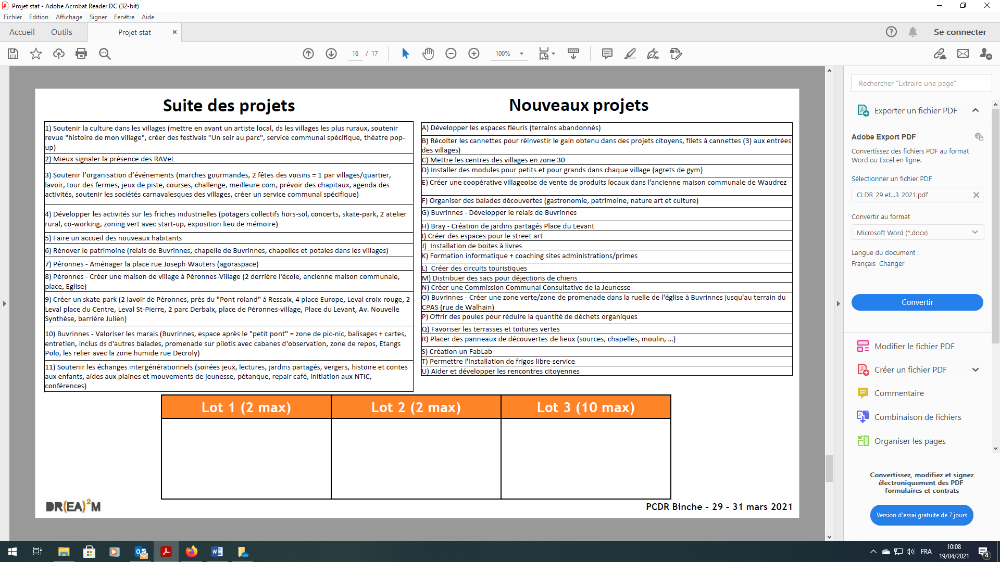 Projet stat - Adobe Acrobat Reader DC (32-bit)
Fichier Edition Affichage Signer Fenêtre Aide
Accueil Outils Projet stat Se connecter
16 / 17 100%
Suite des projets
1) Soutenir la culture dans les villages (mettre en avant un artiste local, ds les villages les plus ruraux, soutenir
revue "histoire de mon village", créer des festivals "Un soir au parc", service communal spécifique, théatre pop-
up)
2) Mieux signaler la présence des RAVeL
3) Soutenir l’organisation d’événements (marches gourmandes, 2 fêtes des voisins = 1 par villages/quartier,
lavoir, tour des fermes, jeux de piste, courses, challenge, meilleure com, prévoir des chapitaux, agenda des
activités, soutenir les sociétés carnavalesques des villages, créer un service communal spécifique)
4) Développer les activités sur les friches industrielles (potagers collectifs hors-sol, concerts, skate-park, 2 atelier
rural, co-working, zoning vert avec start-up, exposition lieu de mémoire)
5) Faire un accueil des nouveaux habitants
6) Rénover le patrimoine (relais de Buvrinnes, chapelle de Buvrinnes, chapelles et potales dans les villages)
7) Péronnes - Aménager la place rue Joseph Wauters (agoraspace)
8) Péronnes - Créer une maison de village à Péronnes-Village (2 derrière l'école, ancienne maison communale,
place, Eglise)
9) Créer un skate-park (2 lavoir de Péronnes, près du "Pont roland" à Ressaix, 4 place Europe, Leval croix-rouge, 2
Leval place du Centre, Leval St-Pierre, 2 parc Derbaix, place de Péronnes-village, Place du Levant, Av. Nouvelle
Synthèse, barrière Julien)
10) Buvrinnes - Valoriser les marais (Buvrinnes, espace après le "petit pont" = zone de pic-nic, balisages + cartes,
entretien, inclus ds d'autres balades, promenade sur pilotis avec cabanes d'observation, zone de repos, Etangs
Polo, les relier avec la zone humide rue Decroly)
11) Soutenir les échanges intergénérationnels (soirées jeux, lectures, jardins partagés, vergers, histoire et contes
aux enfants, aides aux plaines et mouvements de jeunesse, pétanque, repair café, initiation aux NTIC,
conférences)
Nouveaux projets
A) Développer les espaces fleuris (terrains abandonnés)
B) Récolter les cannettes pour réinvestir le gain obtenu dans des projets citoyens, filets à cannettes (3) aux entrées
des villages)
C) Mettre les centres des villages en zone 30
D) Installer des modules pour petits et pour grands dans chaque village (agrets de gym)
E) Créer une coopérative villageoise de vente de produits locaux dans l'ancienne maison communale de Waudrez
F) Organiser des balades découvertes (gastronomie, patrimoine, nature art et culture)
G) Buvrinnes - Développer le relais de Buvrinnes
H) Bray - Création de jardins partagés Place du Levant
I) Créer des espaces pour le street art
J) Installation de boites à livres
K) Formation informatique + coaching sites administrations/primes
L) Créer des circuits touristiques
M) Distribuer des sacs pour déjections de chiens
N) Créer une Commission Communal Consultative de la Jeunesse
O) Buvrinnes - Créer une zone verte/zone de promenade dans la ruelle de l'église à Buvrinnes jusqu'au terrain du
CPAS (rue de Walhain)
P) Offrir des poules pour réduire la quantité de déchets organiques
Q) Favoriser les terrasses et toitures vertes
R) Placer des panneaux de découvertes de lieux (sources, chapelles, moulin, ...)
S) Création un FabLab
T) Permettre l'installation de frigos libre-service
U) Aider et développer les rencontres citoyennes
Lot 1 (2 max) Lot 2 (2 max) Lot 3 (10 max)
DR(EA)²M
PCDR Binche - 29 - 31 mars 2021
Rechercher "Extraire une page"
Exporter un fichier PDF
Adobe Export PDF
Convertissez des fichiers PDF au format
Word ou Excel en ligne.
Sélectionner un fichier PDF
CLDR_29 et...3_2021.pdf
Convertir au format
Microsoft Word (*.docx)
Langue du document :
Français Changer
Convertir
Modifier le fichier PDF
Créer un fichier PDF
Commentaire
Combinaison de fichiers
Organiser les pages
Convertissez, modifiez et signez
électroniquement des PDF
formulaires et contrats
Version d'essai gratuite de 7 jours
FRA
10:08
19/04/2021
4